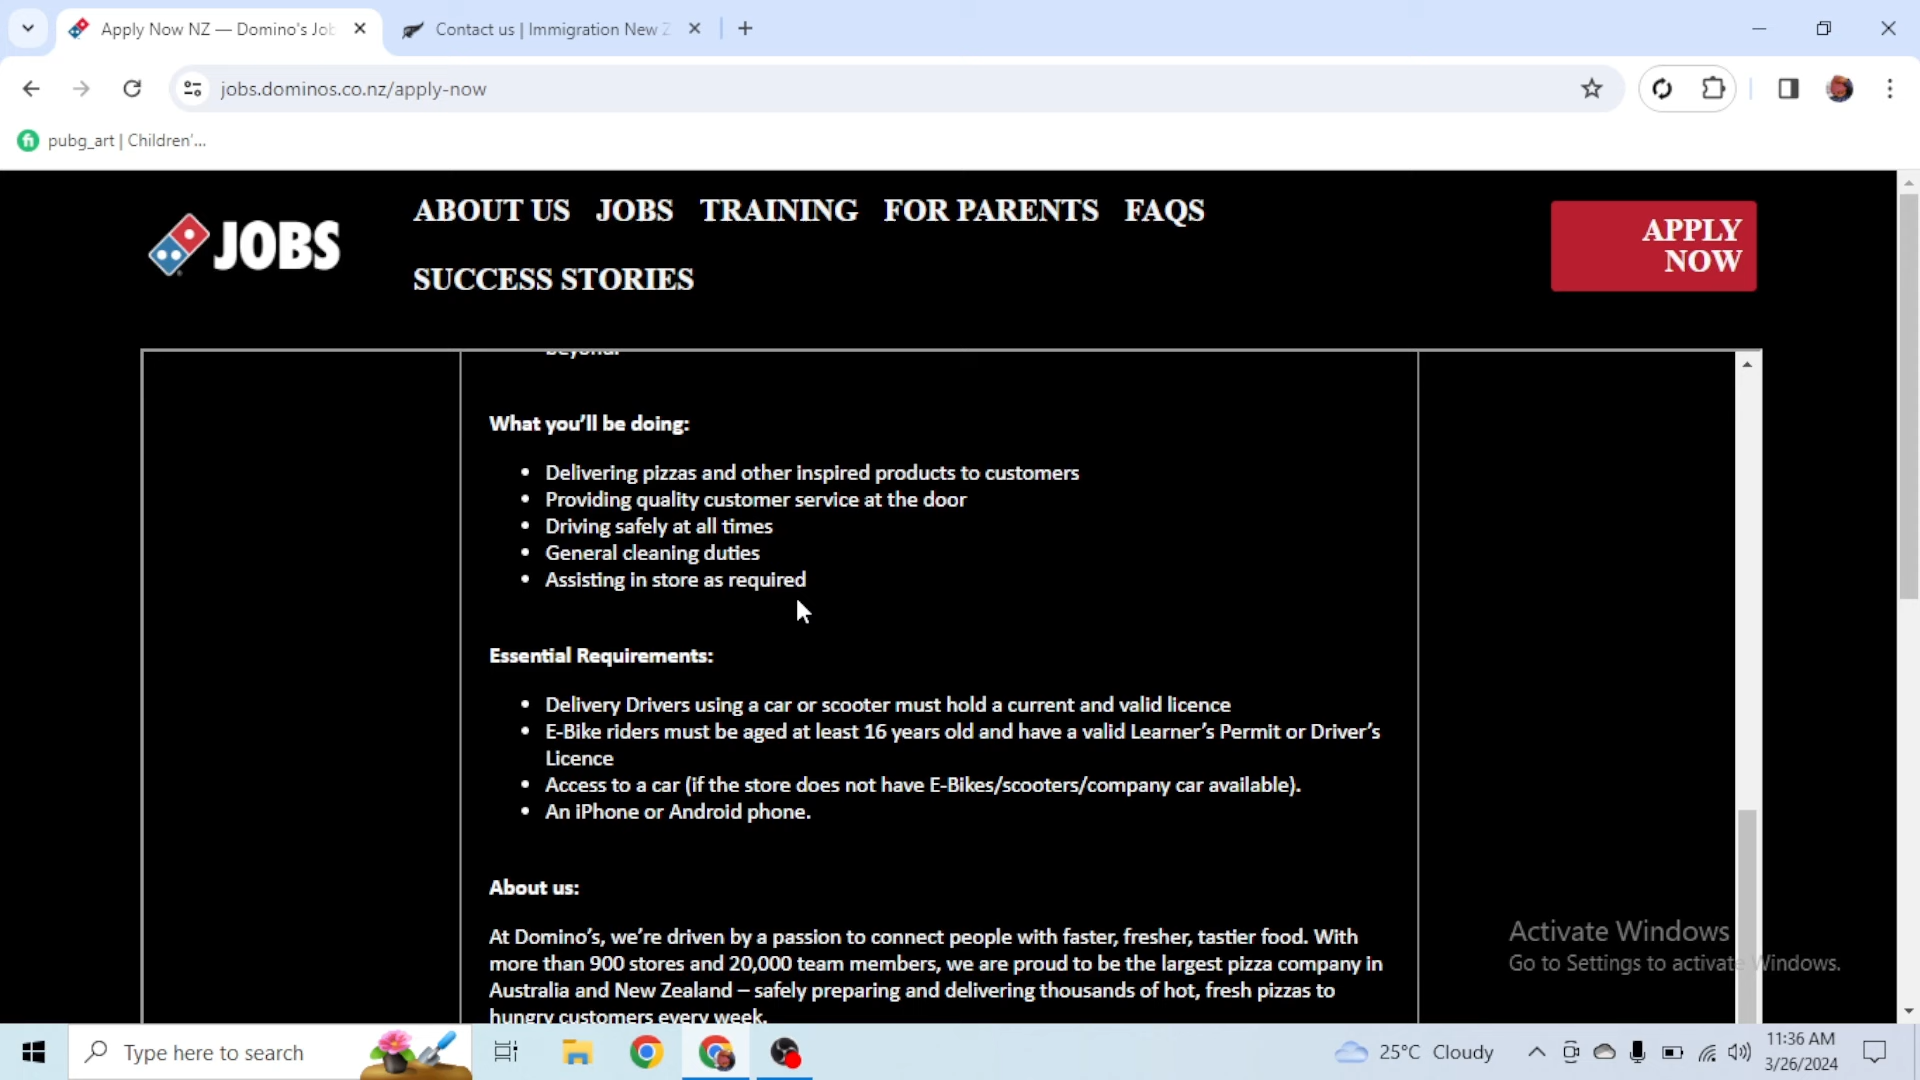 Apply Now NZ — Domino's Job
Contact us | Immigration New Z
jobs.dominos.co.nz/apply-now
pubg_art | Children'...
JOBS
ABOUT US JOBS TRAINING FOR PARENTS FAQS
SUCCESS STORIES
APPLY
NOW
beyond.
What you'll be doing:
• Delivering pizzas and other inspired products to customers
• Providing quality customer service at the door
• Driving safely at all times
• General cleaning duties
• Assisting in store as required
Essential Requirements:
• Delivery Drivers using a car or scooter must hold a current and valid licence
• E-Bike riders must be aged at least 16 years old and have a valid Learner's Permit or Driver's
Licence
• Access to a car (if the store does not have E-Bikes/scooters/company car available).
• An iPhone or Android phone.
About us:
At Domino's, we're driven by a passion to connect people with faster, fresher, tastier food. With
more than 900 stores and 20,000 team members, we are proud to be the largest pizza company in
Australia and New Zealand – safely preparing and delivering thousands of hot, fresh pizzas to
hungry customers every week.
Activate Windows
Go to Settings to activate Windows.
Type here to search
25°C Cloudy
11:36 AM
3/26/2024